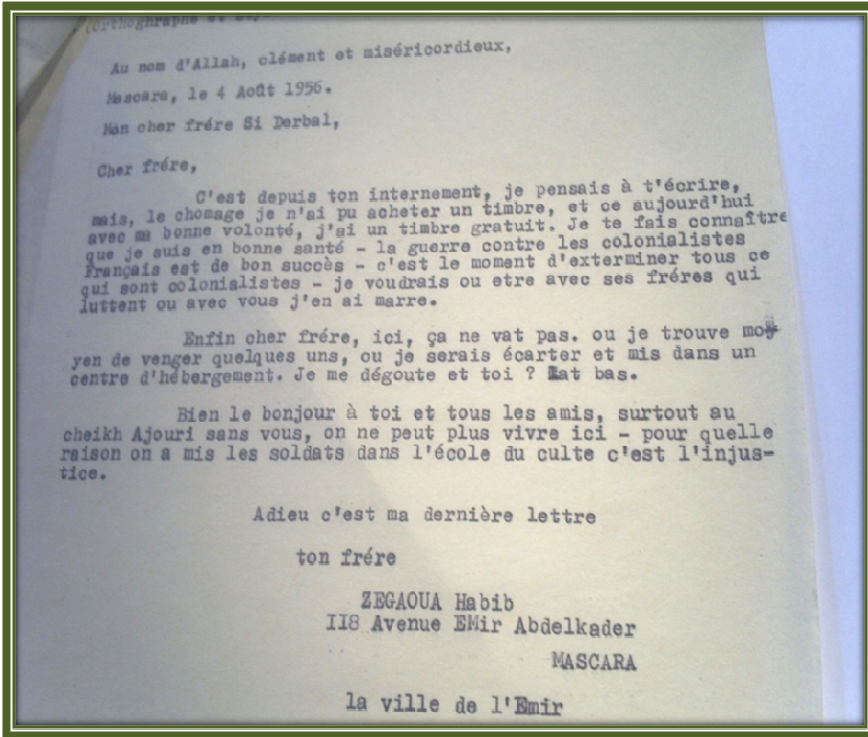 (orthoghraphe et
Au nom d'Allah, clément et miséricordieux,
Mascara, le 4 Août 1956.
Mon cher frére Si Derbal,
Cher frére,
C'est depuis ton internement, je pensais à t'écrire,
mais, le chomage je n'ai pu acheter un timbre, et ce aujourd'hui
avec ma bonne volonté, j'ai un timbre gratuit. Je te fais connaître
que je suis en bonne santé - la guerre contre les colonialistes
Français est de bon succès - c'est le moment d'exterminer tous ce
qui sont colonialistes - je voudrais ou etre avec ses fréres qui
luttent ou avec vous j'en ai marre.
Enfin cher frére, ici, ça ne vat pas. ou je trouve mo
yen de venger quelques uns, ou je serais écarter et mis dans un
centre d'hébergement. Je me dégoute et toi ? Lat bas.
Bien le bonjour à toi et tous les amis, surtout au
cheikh Ajouri sans vous, on ne peut plus vivre ici - pour quelle
raison on a mis les soldats dans l'école du culte c'est l'injus-
tice.
Adieu c'est ma dernière lettre
ton frére
ZEGAOUA Habib
II8 Avenue EMir Abdelkader
MASCARA
la ville de l'Emir